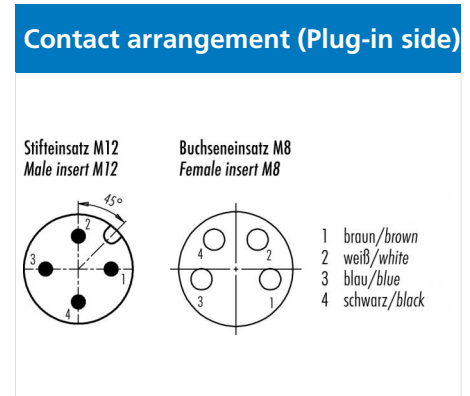 Contact arrangement (Plug-in side)
Stifteinsatz M12
Male insert M12
Buchseneinsatz M8
Female insert M8
45°
2
3
1
4
4
2
3
1
1 braun/brown
2 weiß/white
3 blau/blue
4 schwarz/black